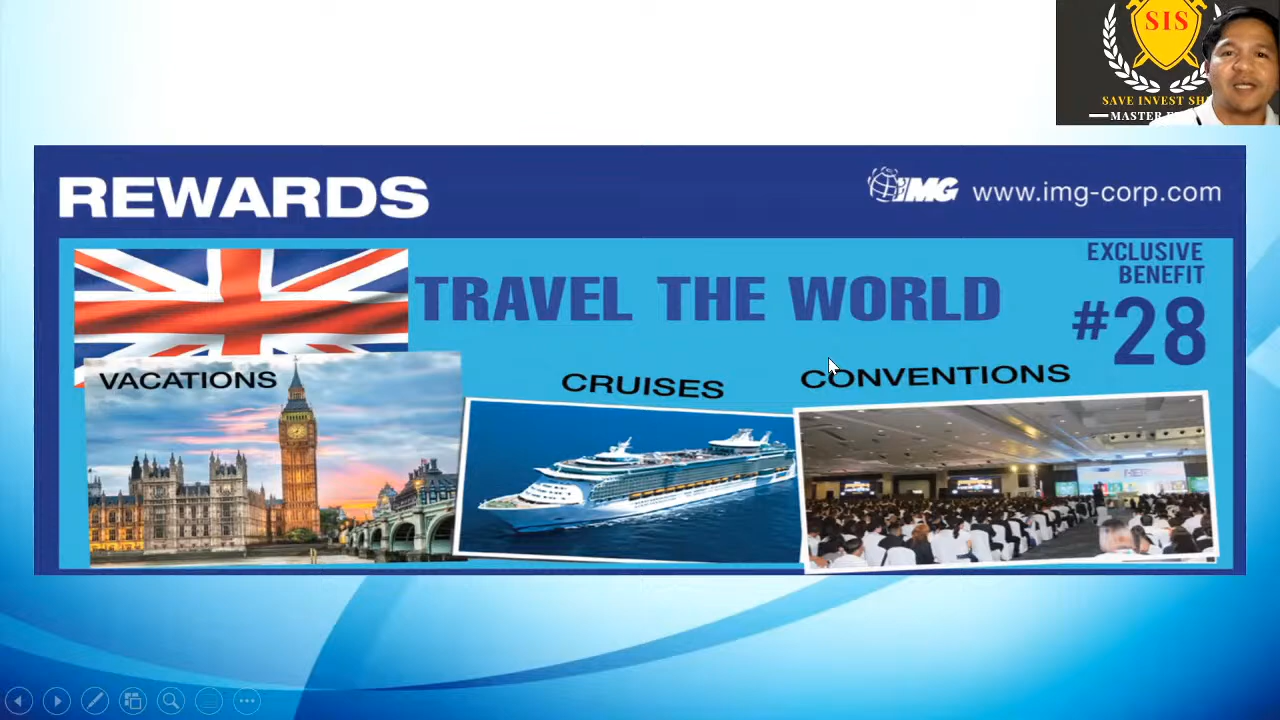 SIS
SAVE INVEST SH
MASTER
REWARDS
IMG www.img-corp.com
EXCLUSIVE
BENEFIT
#28
TRAVEL THE WORLD
VACATIONS
CRUISES
CONVENTIONS